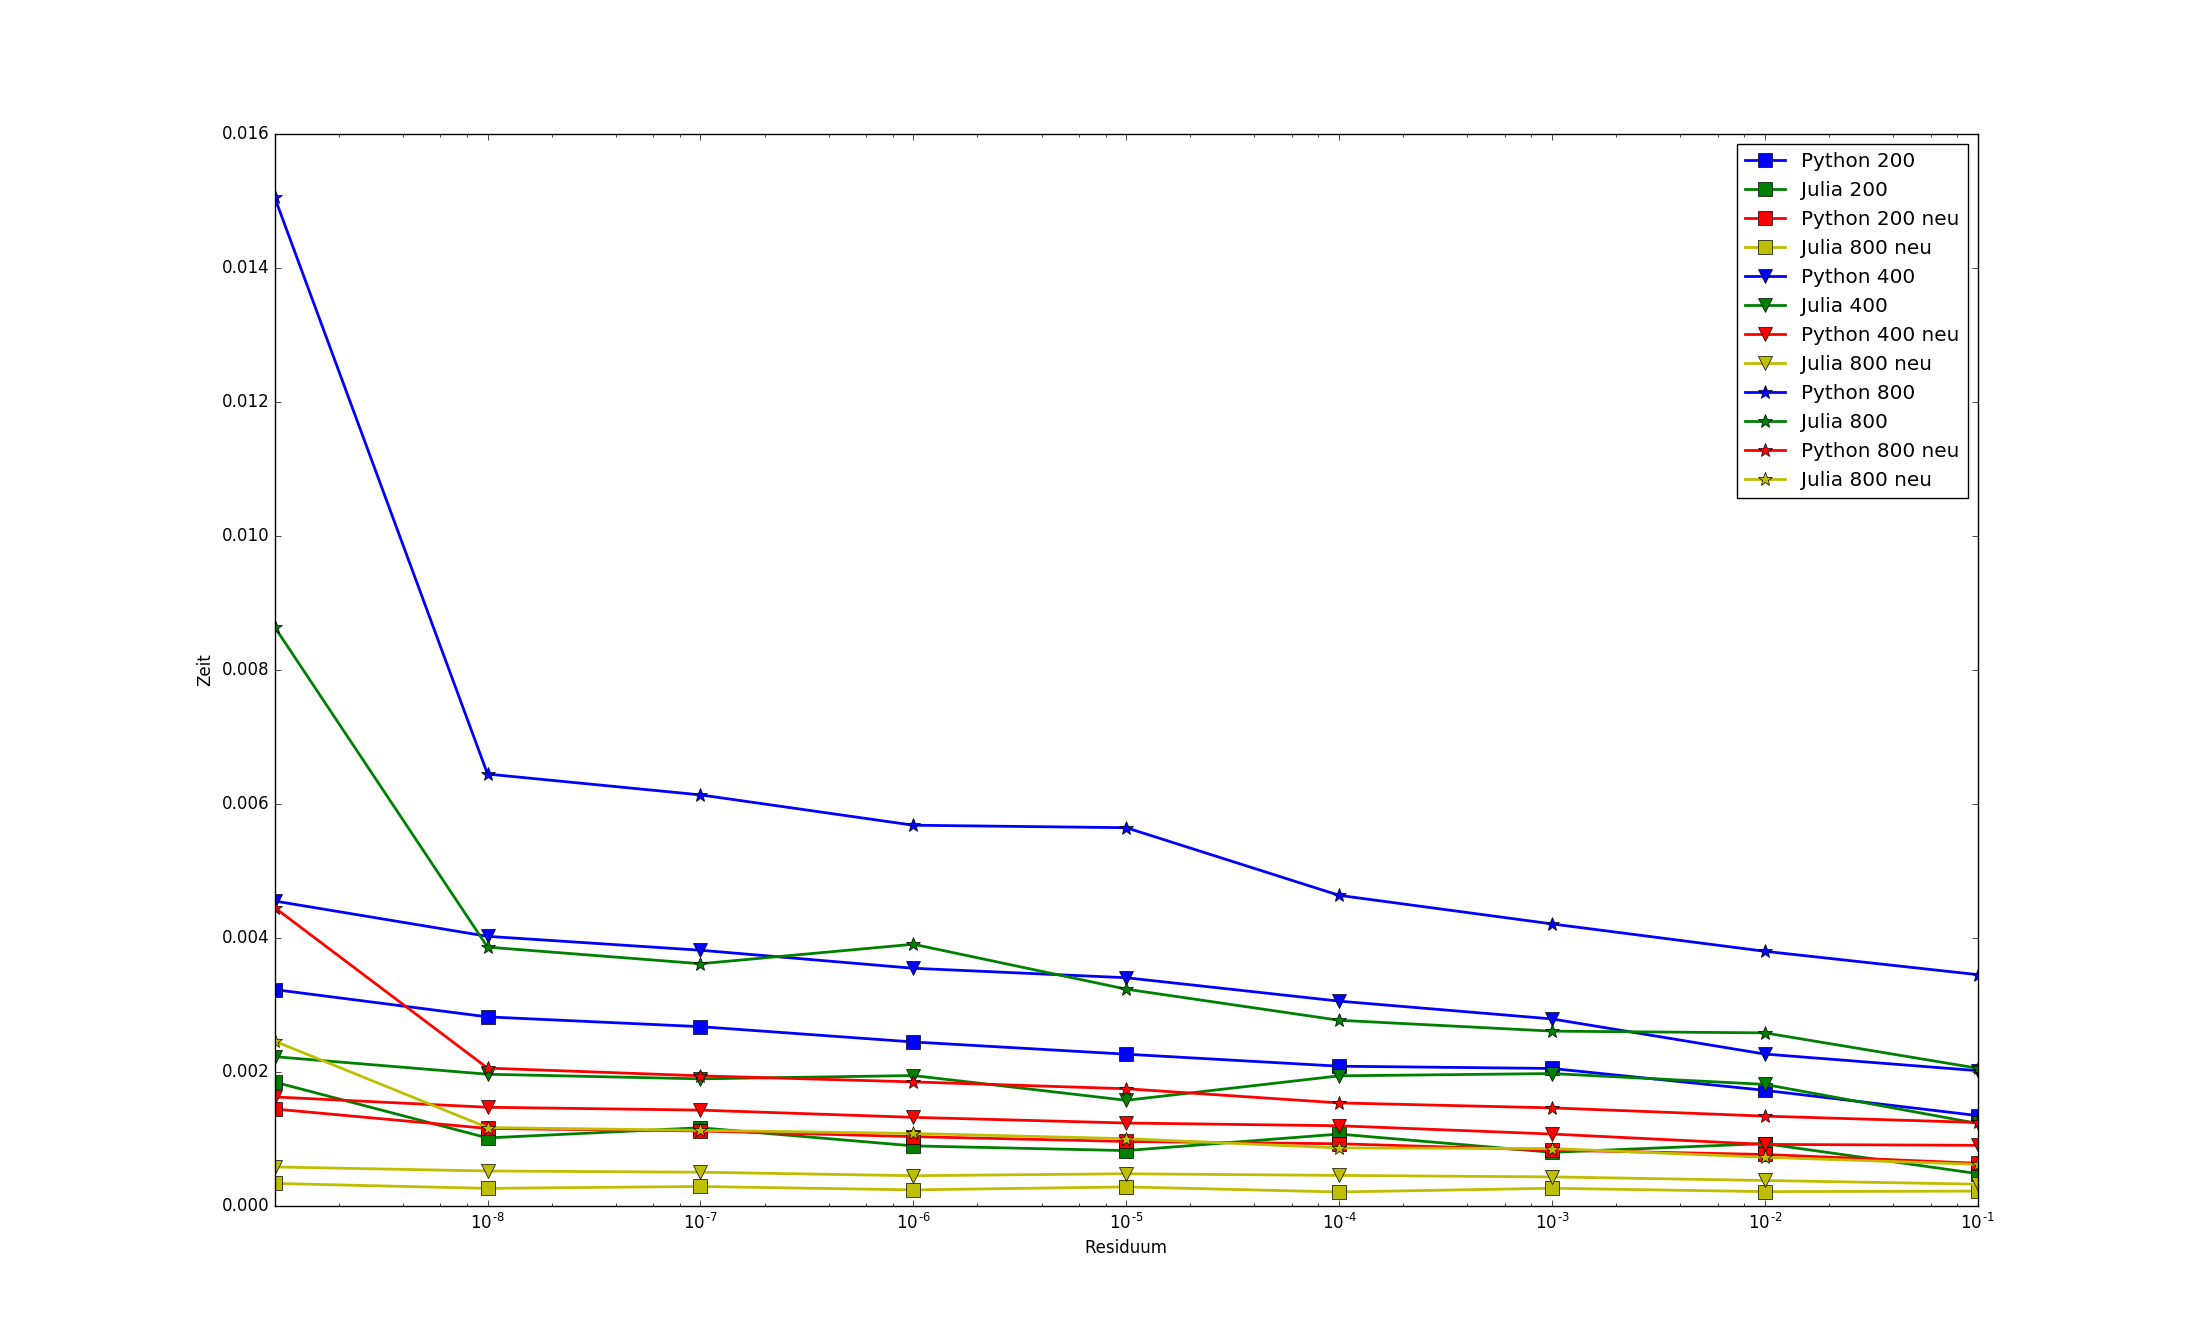 0.016
0.014
0.012
0.010
0.008
0.006
0.004
0.002
0.000
Zeit
Python 200
Julia 200
Python 200 neu
Julia 800 neu
Python 400
Julia 400
Python 400 neu
Julia 800 neu
Python 800
Julia 800
Python 800 neu
Julia 800 neu
10⁻⁸ 10⁻⁷ 10⁻⁶ 10⁻⁵ 10⁻⁴ 10⁻³ 10⁻² 10⁻¹
Residuum